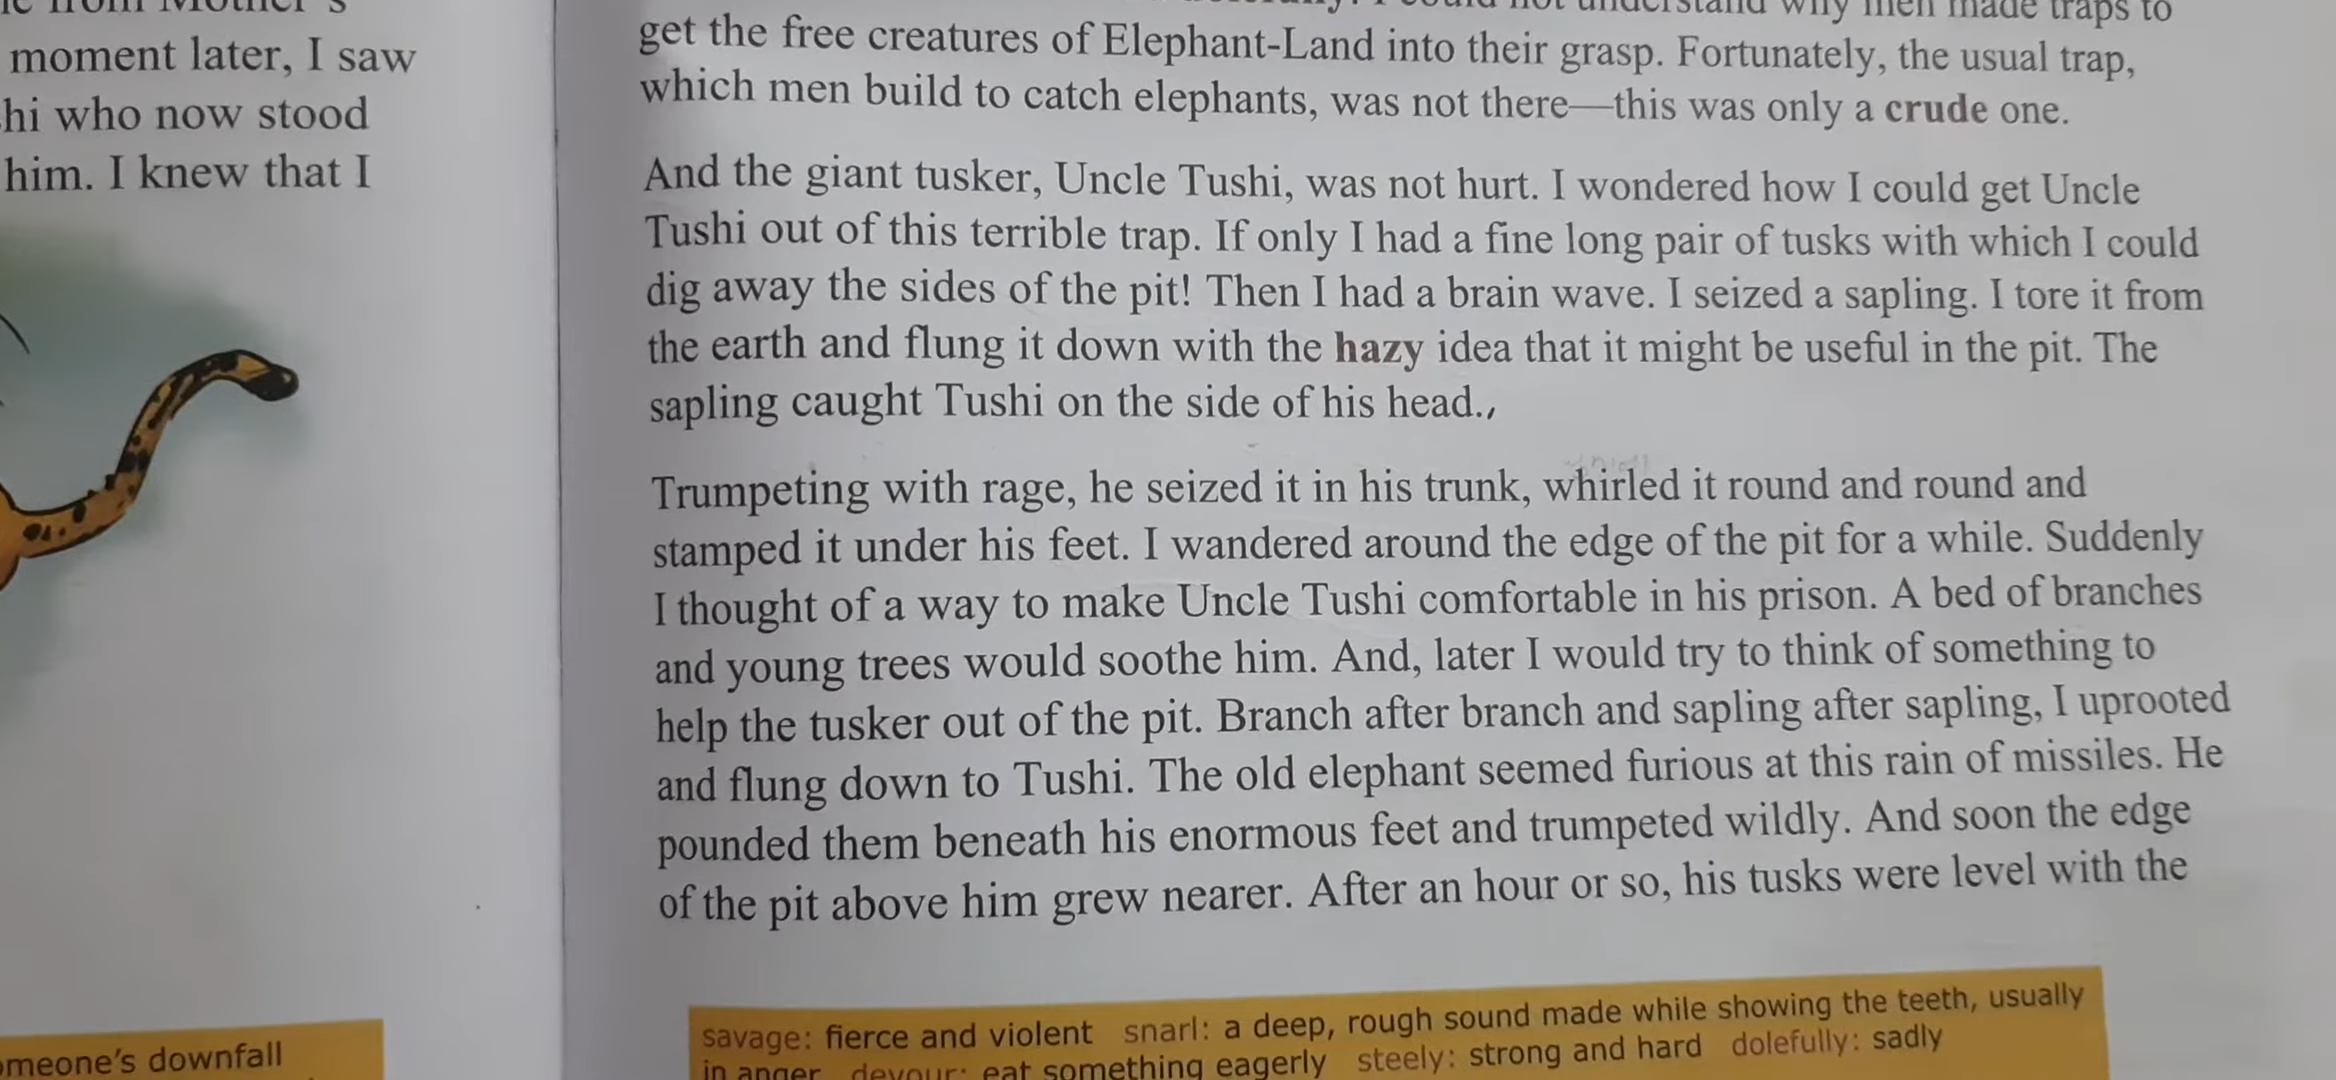 moment later, I saw
who now stood
him. I knew that I
downfall
understand why men made traps to
get the free creatures of Elephant-Land into their grasp. Fortunately, the usual trap,
which men build to catch elephants, was not there—this was only a crude one.
And the giant tusker, Uncle Tushi, was not hurt. I wondered how I could get Uncle
Tushi out of this terrible trap. If only I had a fine long pair of tusks with which I could
dig away the sides of the pit! Then I had a brain wave. I seized a sapling. I tore it from
the earth and flung it down with the hazy idea that it might be useful in the pit. The
sapling caught Tushi on the side of his head.
Trumpeting with rage, he seized it in his trunk, whirled it round and round and
stamped it under his feet. I wandered around the edge of the pit for a while. Suddenly
I thought of a way to make Uncle Tushi comfortable in his prison. A bed of branches
and young trees would soothe him. And, later I would try to think of something to
help the tusker out of the pit. Branch after branch and sapling after sapling, I uprooted
and flung down to Tushi. The old elephant seemed furious at this rain of missiles. He
pounded them beneath his enormous feet and trumpeted wildly. And soon the edge
of the pit above him grew nearer. After an hour or so, his tusks were level with the
savage: fierce and violent snarl: a deep, rough sound made while showing the teeth, usually
in anger devour: eat something eagerly steely: strong and hard dolefully: sadly